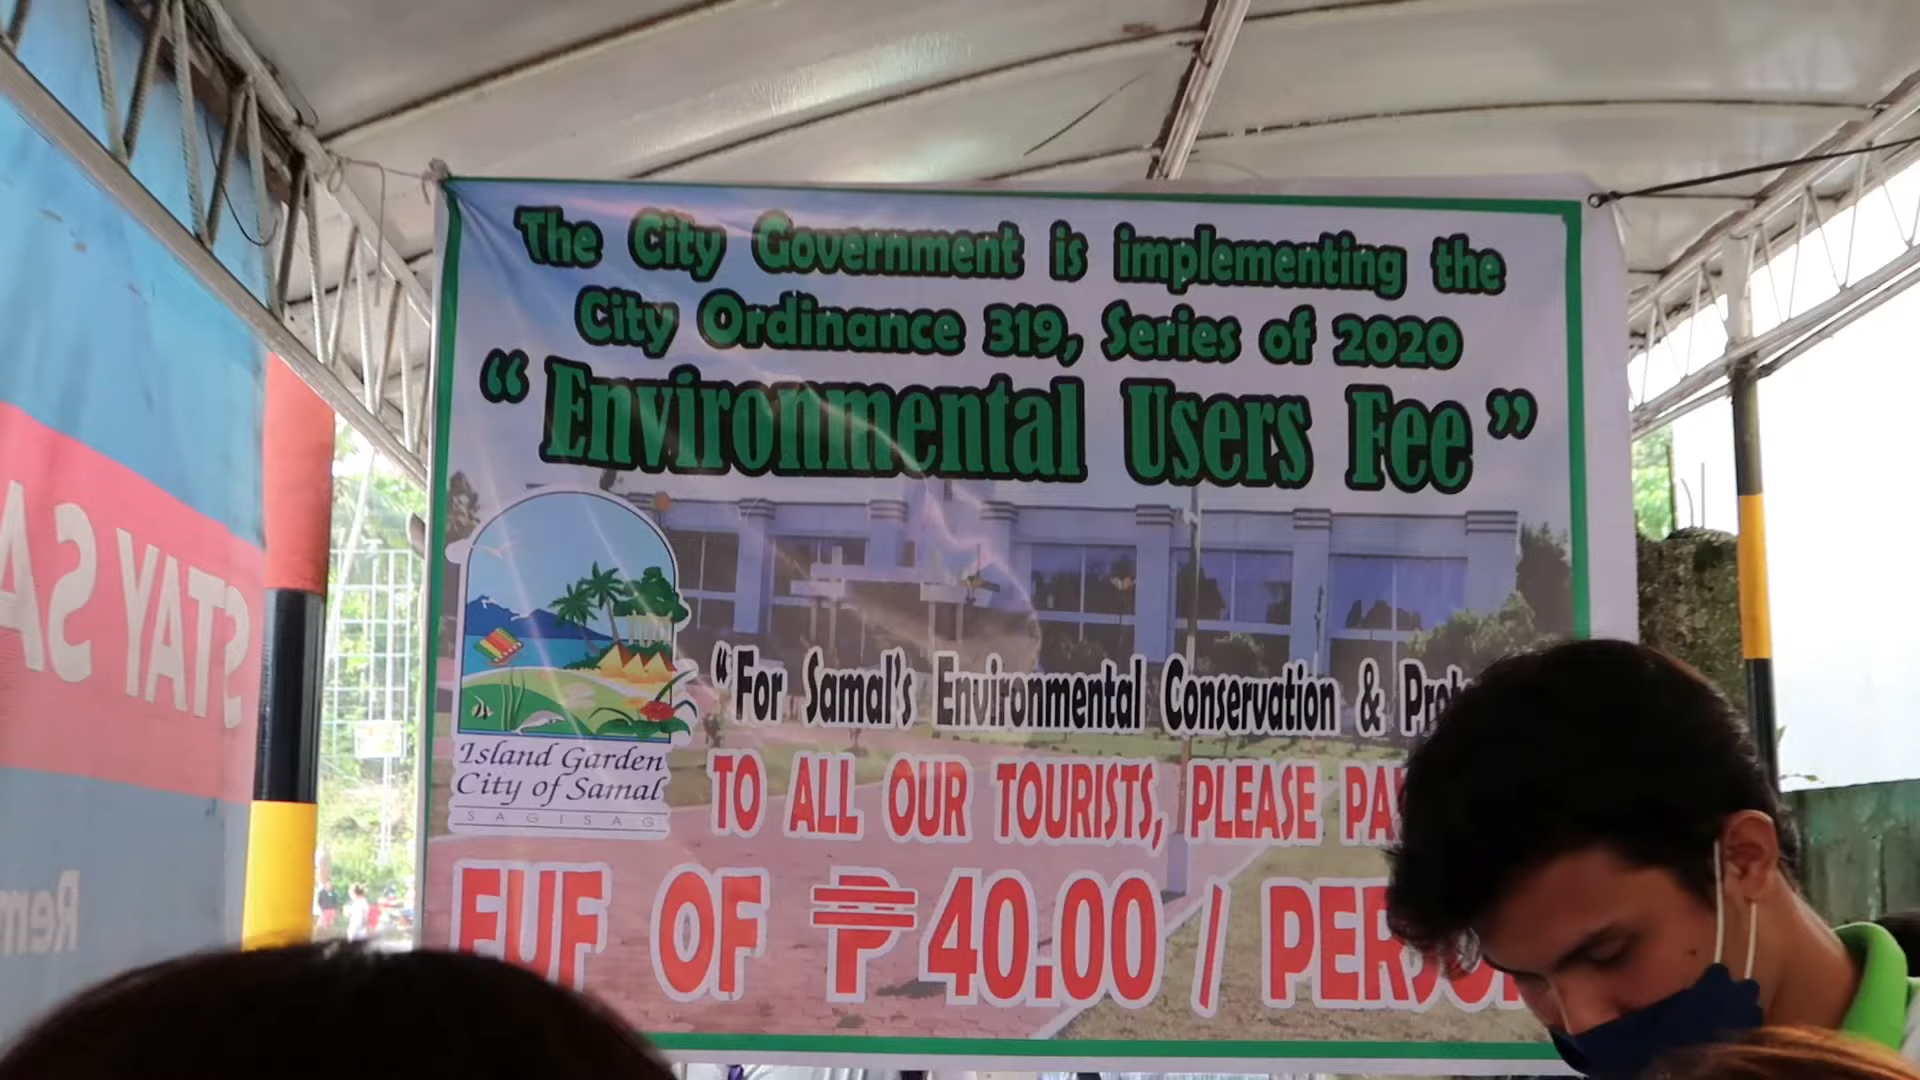 The City Government is implementing the
City Ordinance 319, Series of 2020
“Environmental Users Fee”
Island Garden
City of Samal
SAGISAG
“For Samal's Environmental Conservation &
TO ALL OUR TOURISTS, PLEASE
EUF OF ₱40.00 / PERSON
STAY